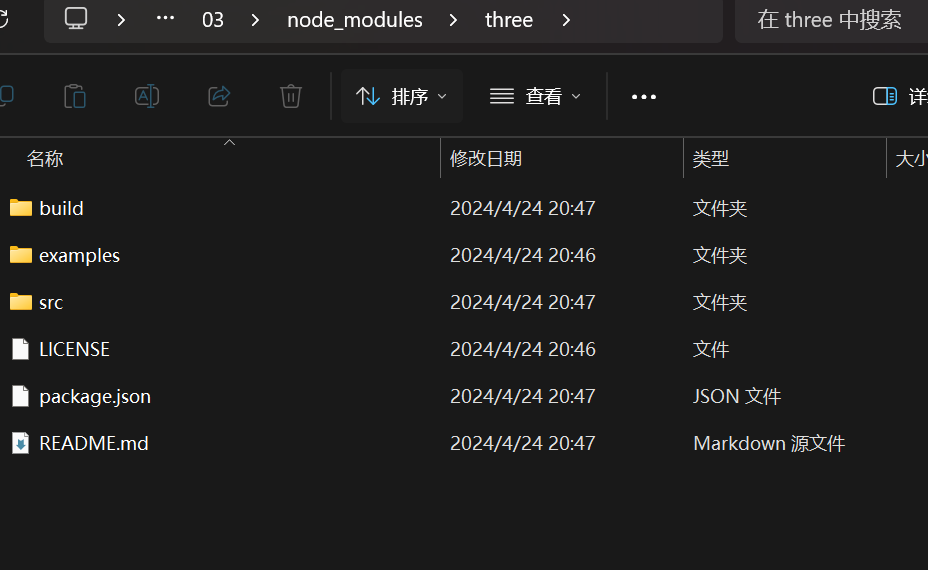 03 node_modules three 在 three 中搜索
排序 查看 详
名称 修改日期 类型 大小
build 2024/4/24 20:47 文件夹
examples 2024/4/24 20:46 文件夹
src 2024/4/24 20:47 文件夹
LICENSE 2024/4/24 20:46 文件
package.json 2024/4/24 20:47 JSON 文件
README.md 2024/4/24 20:47 Markdown 源文件